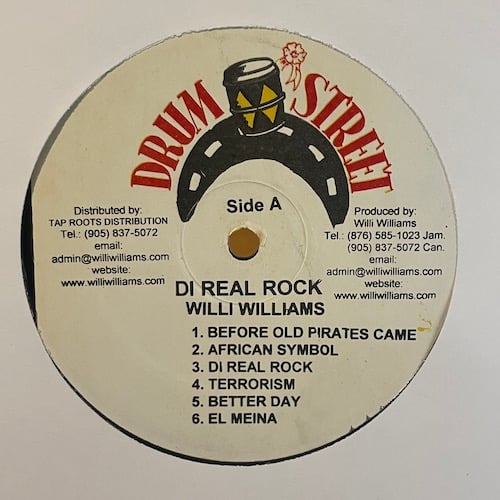 DRUM STREET
Side A
Distributed by:
TAP ROOTS DISTRIBUTION
Tel.: (905) 837-5072
email:
admin@williwilliams.com
website:
www.williwilliams.com
Produced by:
Willi Williams
Tel.: (876) 585-1023 Jam.
(905) 837-5072 Can.
email:
admin@williwilliams.com
website:
www.williwilliams.com
DI REAL ROCK
WILLI WILLIAMS
1. BEFORE OLD PIRATES CAME
2. AFRICAN SYMBOL
3. DI REAL ROCK
4. TERRORISM
5. BETTER DAY
6. EL MEINA